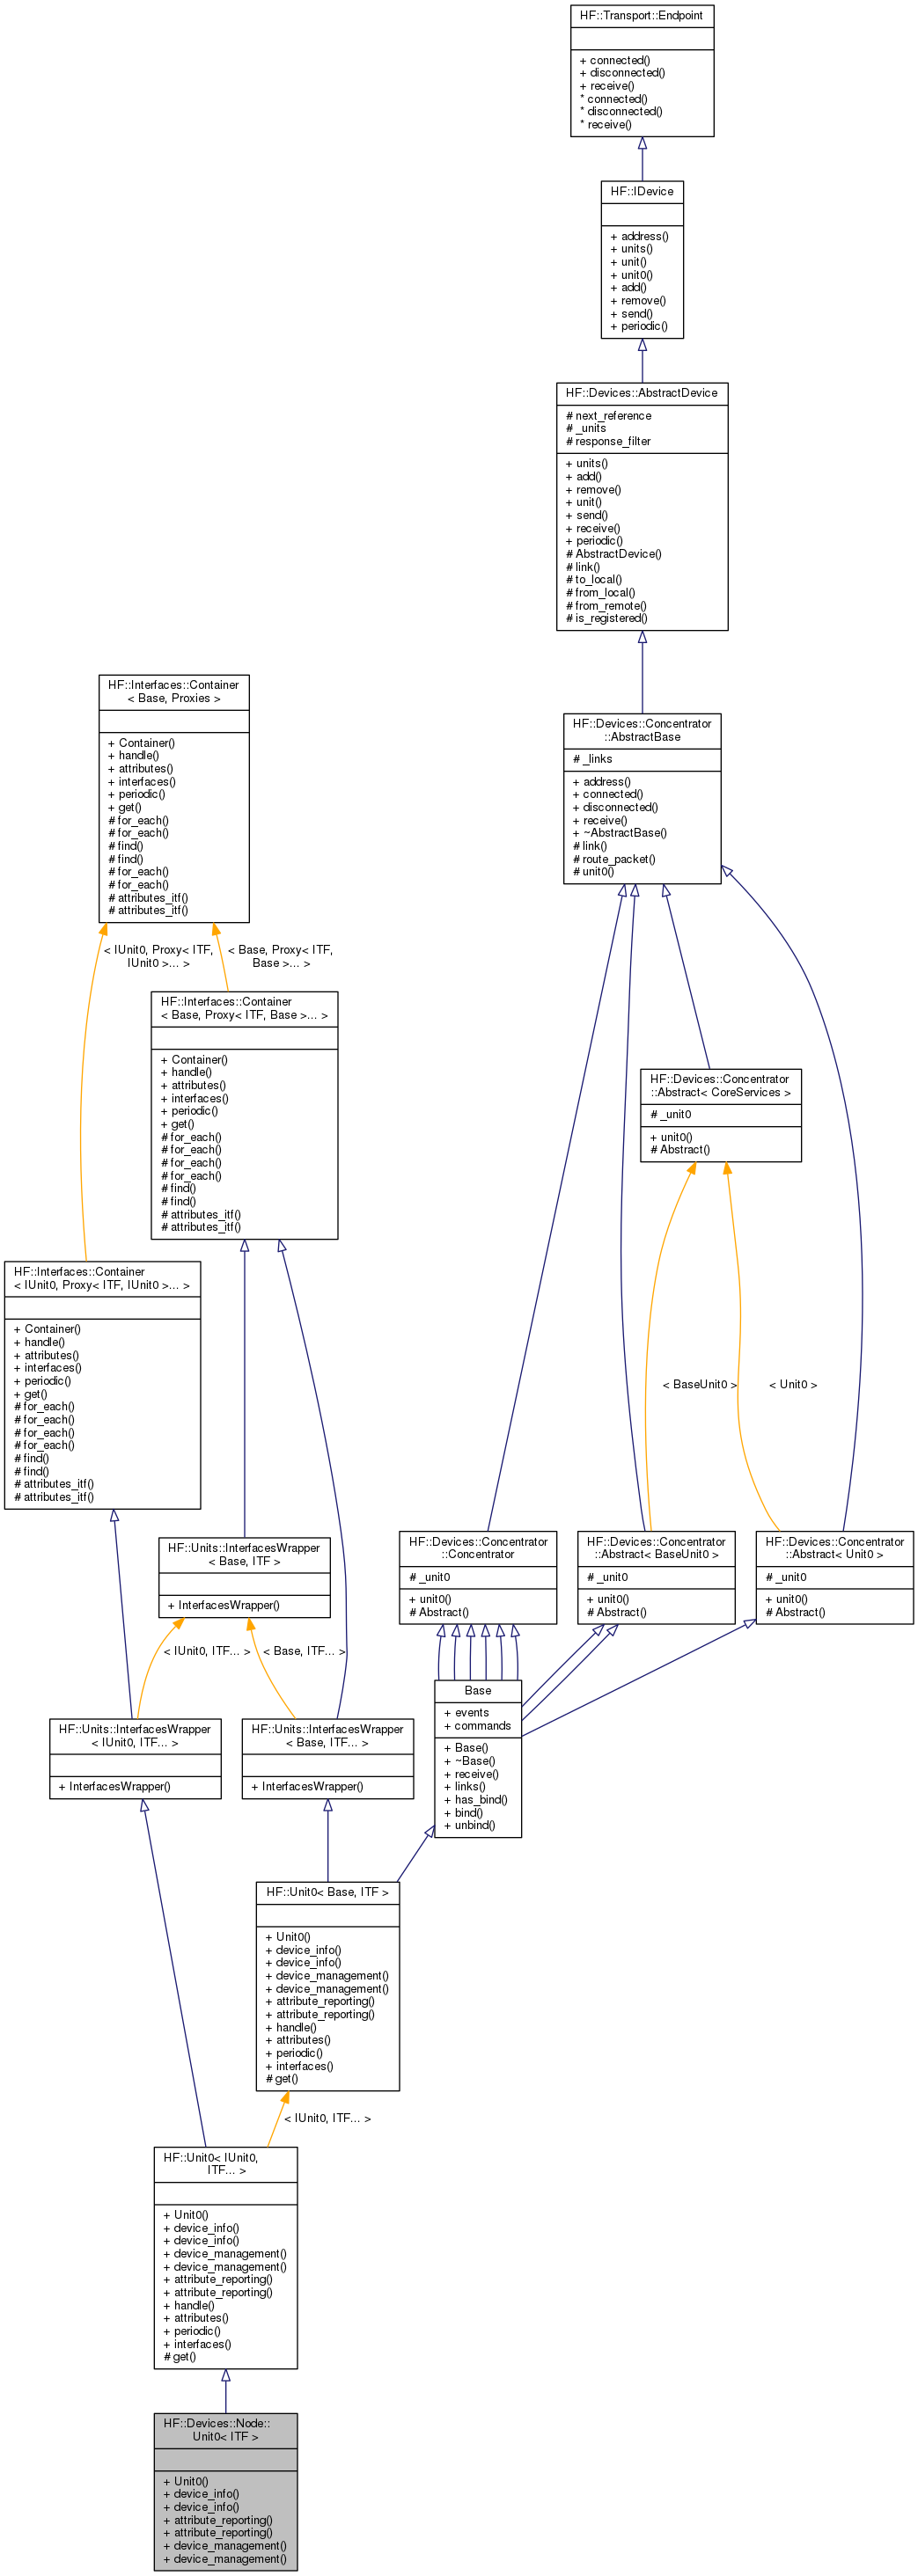 HF::Transport::Endpoint
+ connected()
+ disconnected()
+ receive()
* connected()
* disconnected()
* receive()
HF::IDevice
+ address()
+ units()
+ unit()
+ unit0()
+ add()
+ remove()
+ send()
+ periodic()
HF::Devices::AbstractDevice
# next_reference
# _units
# response_filter
+ units()
+ add()
+ remove()
+ unit()
+ send()
+ receive()
+ periodic()
# AbstractDevice()
# link()
# to_local()
# from_local()
# from_remote()
# is_registered()
HF::Interfaces::Container
< Base, Proxies >
+ Container()
+ handle()
+ attributes()
+ interfaces()
+ periodic()
+ get()
# for_each()
# for_each()
# find()
# find()
# for_each()
# for_each()
# attributes_itf()
# attributes_itf()
HF::Devices::Concentrator
::AbstractBase
# _links
+ address()
+ connected()
+ disconnected()
+ receive()
+ ~AbstractBase()
# link()
# route_packet()
# unit0()
< IUnit0, Proxy< ITF,
IUnit0 >... >
< Base, Proxy< ITF,
Base >... >
HF::Interfaces::Container
< Base, Proxy< ITF, Base >... >
+ Container()
+ handle()
+ attributes()
+ interfaces()
+ periodic()
+ get()
# for_each()
# for_each()
# for_each()
# for_each()
# find()
# find()
# attributes_itf()
# attributes_itf()
HF::Devices::Concentrator
::Abstract< CoreServices >
# _unit0
+ unit0()
# Abstract()
HF::Interfaces::Container
< IUnit0, Proxy< ITF, IUnit0 >... >
+ Container()
+ handle()
+ attributes()
+ interfaces()
+ periodic()
+ get()
# for_each()
# for_each()
# for_each()
# for_each()
# find()
# find()
# attributes_itf()
# attributes_itf()
< BaseUnit0 >
< Unit0 >
HF::Units::InterfacesWrapper
< Base, ITF >
+ InterfacesWrapper()
HF::Devices::Concentrator
::Concentrator
# _unit0
+ unit0()
# Abstract()
HF::Devices::Concentrator
::Abstract< BaseUnit0 >
# _unit0
+ unit0()
# Abstract()
HF::Devices::Concentrator
::Abstract< Unit0 >
# _unit0
+ unit0()
# Abstract()
< IUnit0, ITF... >
< Base, ITF... >
Base
+ events
+ commands
+ Base()
+ ~Base()
+ receive()
+ links()
+ has_bind()
+ bind()
+ unbind()
HF::Units::InterfacesWrapper
< IUnit0, ITF... >
+ InterfacesWrapper()
HF::Units::InterfacesWrapper
< Base, ITF... >
+ InterfacesWrapper()
HF::Unit0< Base, ITF >
+ Unit0()
+ device_info()
+ device_info()
+ device_management()
+ device_management()
+ attribute_reporting()
+ attribute_reporting()
+ handle()
+ attributes()
+ periodic()
+ interfaces()
# get()
< IUnit0, ITF... >
HF::Unit0< IUnit0,
ITF... >
+ Unit0()
+ device_info()
+ device_info()
+ device_management()
+ device_management()
+ attribute_reporting()
+ attribute_reporting()
+ handle()
+ attributes()
+ periodic()
+ interfaces()
# get()
HF::Devices::Node::
Unit0< ITF >
+ Unit0()
+ device_info()
+ device_info()
+ attribute_reporting()
+ attribute_reporting()
+ device_management()
+ device_management()